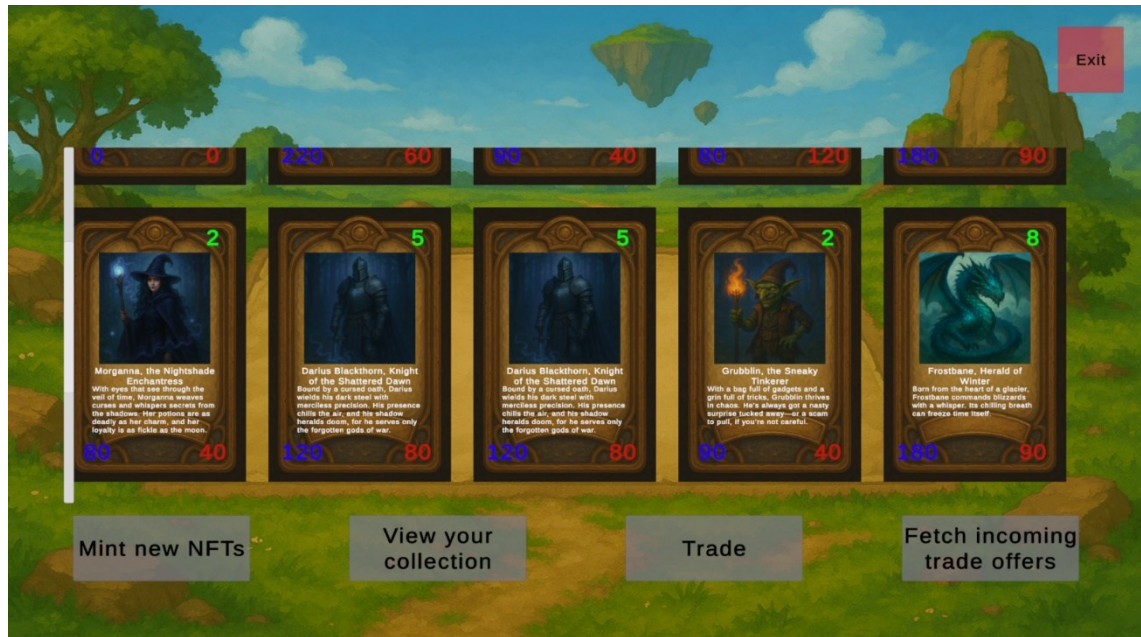 Exit
0 0 220 60 90 40 80 120 180 90
2 5 5 2 8
Morganna, the Nightshade
Enchantress
With eyes that see through the
veil of time, Morganna weaves
curses and whispers secrets from
the shadows. Her potions are as
deadly as her charm, and her
loyalty is as fickle as the moon.
80 40
Darius Blackthorn, Knight
of the Shattered Dawn
Bound by a cursed oath, Darius
wields his dark steel with
merciless precision. His presence
chills the air, and his shadow
heralds doom, for he serves only
the forgotten gods of war.
120 80
Darius Blackthorn, Knight
of the Shattered Dawn
Bound by a cursed oath, Darius
wields his dark steel with
merciless precision. His presence
chills the air, and his shadow
heralds doom, for he serves only
the forgotten gods of war.
120 80
Grubblin, the Sneaky
Tinkerer
With a bag full of gadgets and a
grin full of tricks, Grubblin thrives
in chaos. He's always got a nasty
surprise tucked away—or a scam
to pull, if you're not careful.
90 40
Frostbane, Herald of
Winter
Born from the heart of a glacier,
Frostbane commands blizzards
with a whisper. Its chilling breath
can freeze time itself
180 90
Mint new NFTs
View your
collection
Trade
Fetch incoming
trade offers